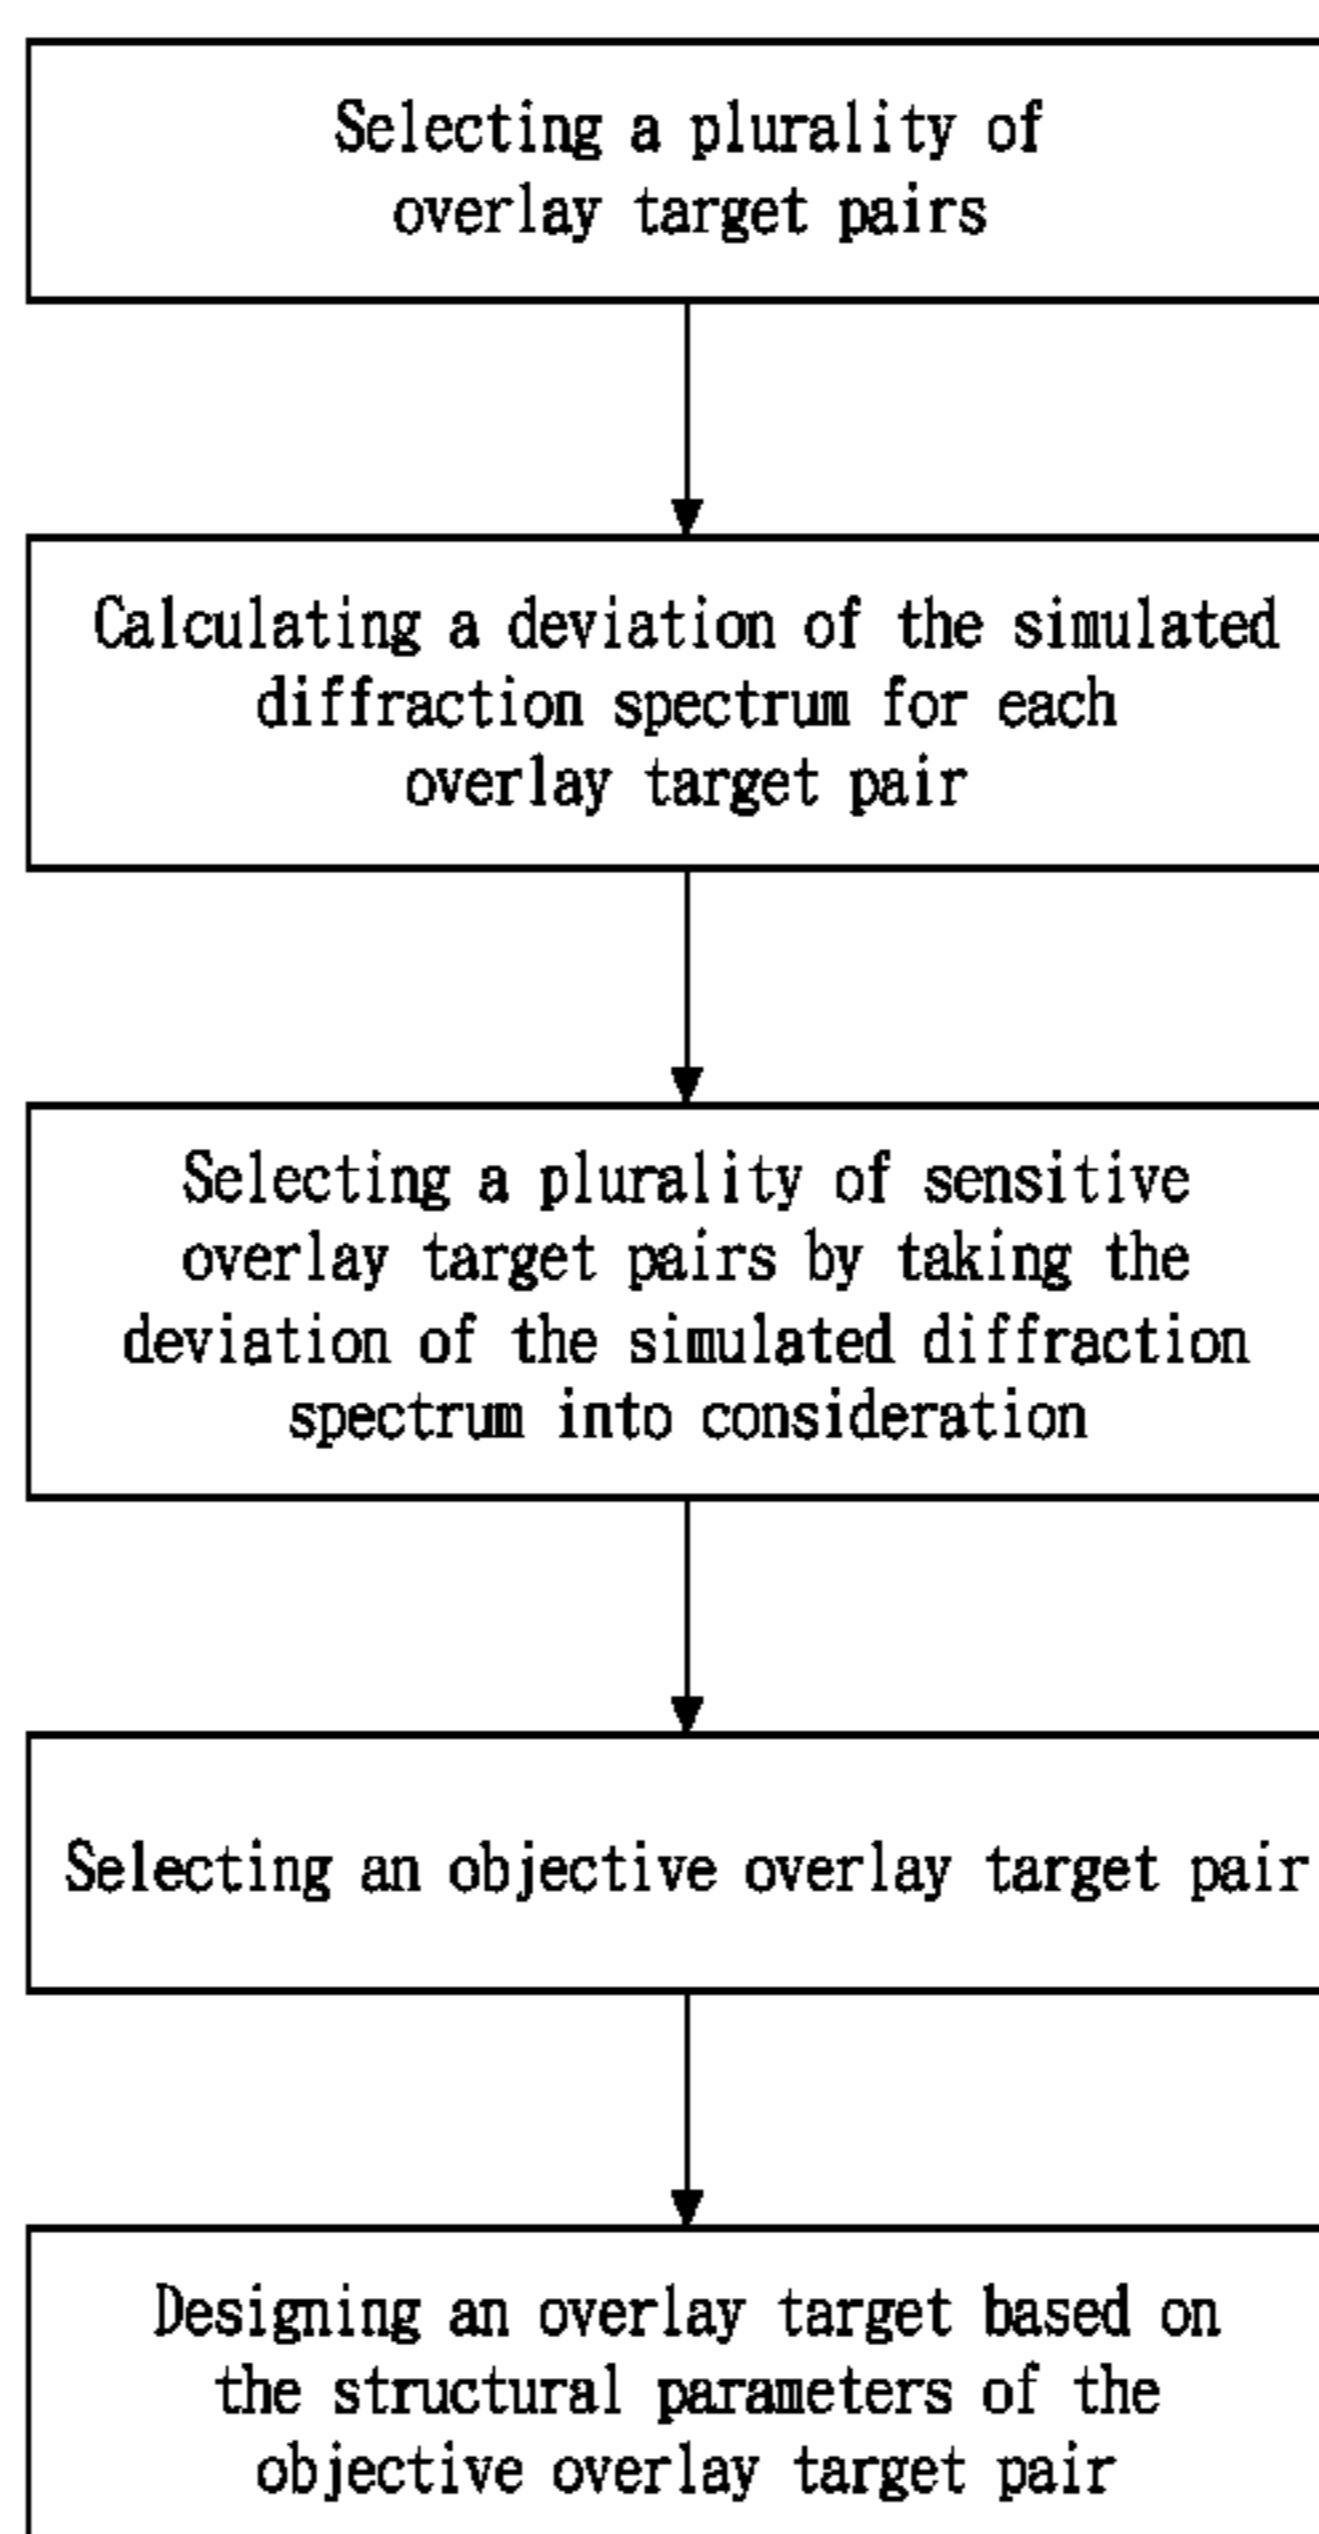 Selecting a plurality of
overlay target pairs
Calculating a deviation of the simulated
diffraction spectrum for each
overlay target pair
Selecting a plurality of sensitive
overlay target pairs by taking the
deviation of the simulated diffraction
spectrum into consideration
Selecting an objective overlay target pair
Designing an overlay target based on
the structural parameters of the
objective overlay target pair